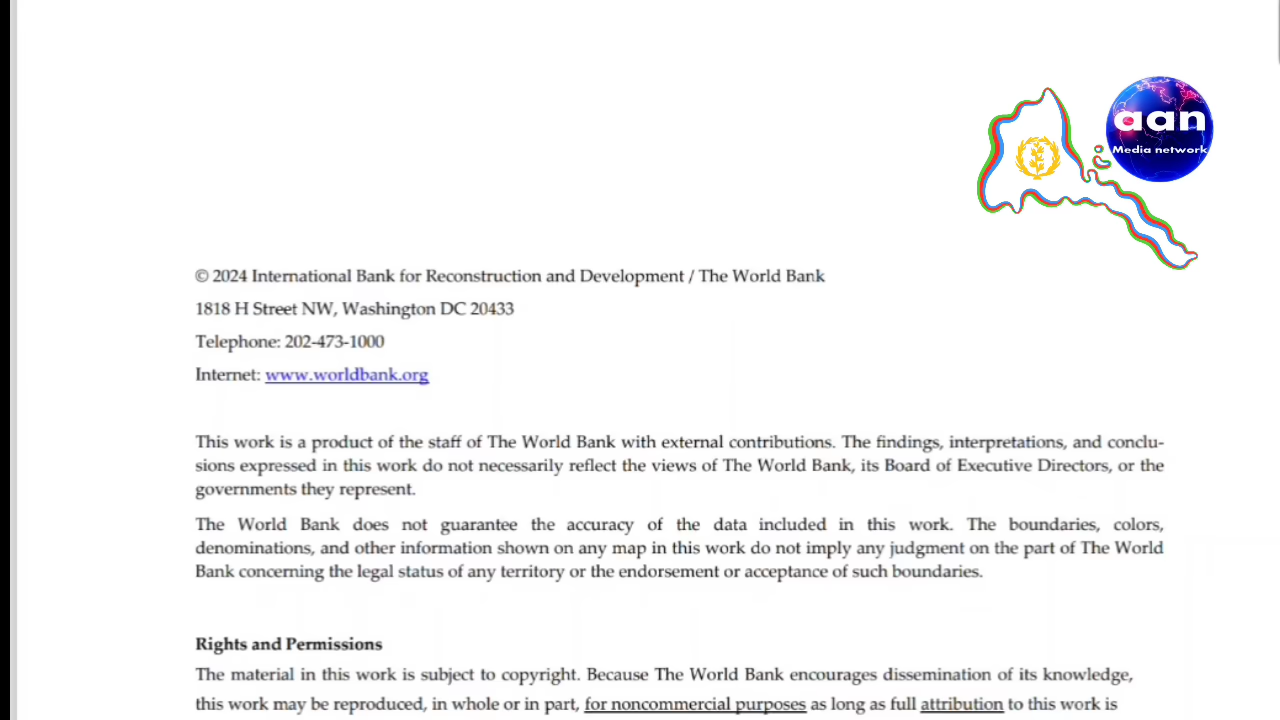 aan
Media network
© 2024 International Bank for Reconstruction and Development / The World Bank
1818 H Street NW, Washington DC 20433
Telephone: 202-473-1000
Internet: www.worldbank.org
This work is a product of the staff of The World Bank with external contributions. The findings, interpretations, and conclu-
sions expressed in this work do not necessarily reflect the views of The World Bank, its Board of Executive Directors, or the
governments they represent.
The World Bank does not guarantee the accuracy of the data included in this work. The boundaries, colors,
denominations, and other information shown on any map in this work do not imply any judgment on the part of The World
Bank concerning the legal status of any territory or the endorsement or acceptance of such boundaries.
Rights and Permissions
The material in this work is subject to copyright. Because The World Bank encourages dissemination of its knowledge,
this work may be reproduced, in whole or in part, for noncommercial purposes as long as full attribution to this work is